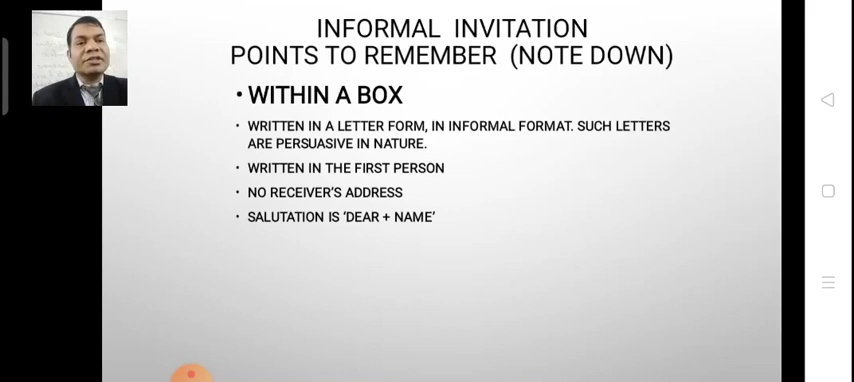 INFORMAL INVITATION
POINTS TO REMEMBER (NOTE DOWN)
• WITHIN A BOX
• WRITTEN IN A LETTER FORM, IN INFORMAL FORMAT. SUCH LETTERS
ARE PERSUASIVE IN NATURE.
• WRITTEN IN THE FIRST PERSON
• NO RECEIVER'S ADDRESS
• SALUTATION IS 'DEAR + NAME'